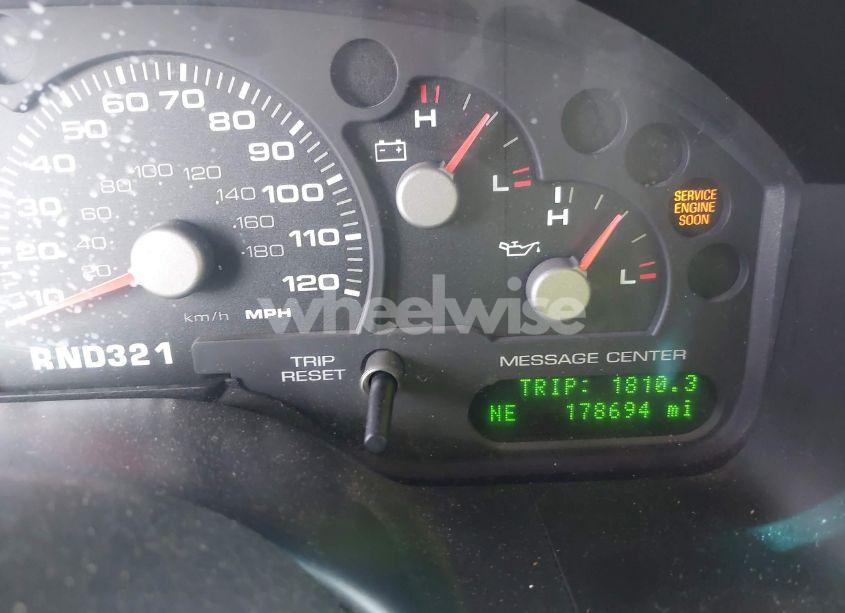 60 70
50 80
40 90
30 100
20 110
10 120
100 120
80 140
60 160
40 180
20
km/h MPH
RND321
H
L
H
L
SERVICE
ENGINE
SOON
wheelwise
TRIP
RESET
MESSAGE CENTER
TRIP: 1810.3
NE 178694 mi